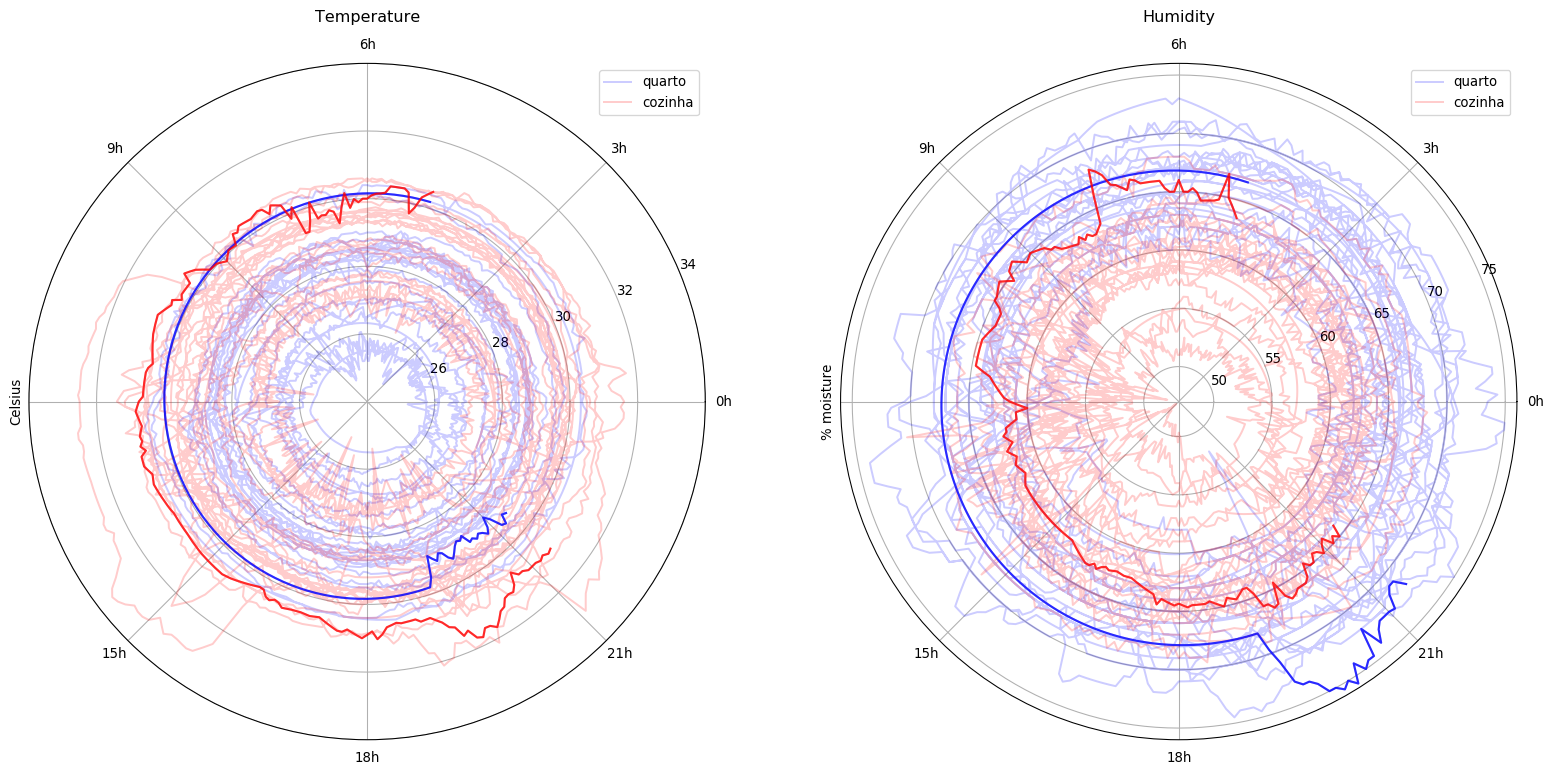 Temperature
6h
quarto
cozinha
9h
3h
34
32
30
28
26
Celsius
0h
15h
21h
18h
Humidity
6h
quarto
cozinha
9h
3h
75
70
65
60
55
50
% moisture
0h
15h
21h
18h